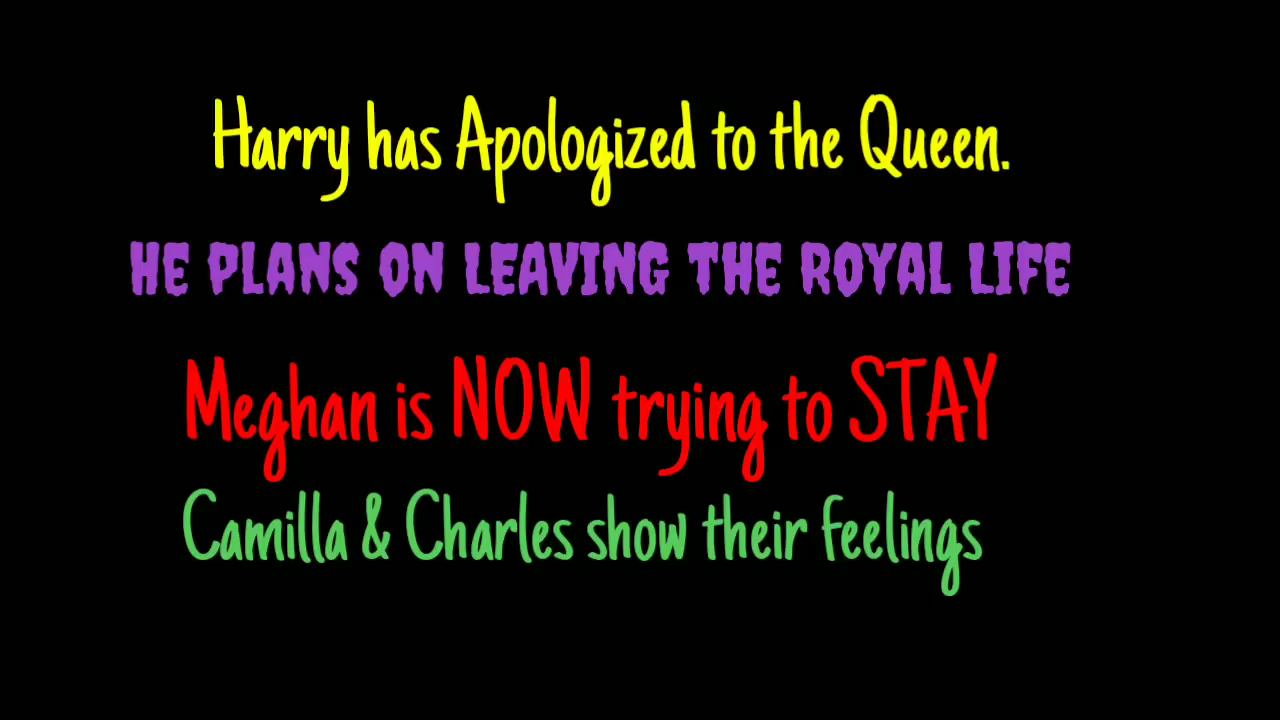 Harry has Apologized to the Queen.
HE PLANS ON LEAVING THE ROYAL LIFE
Meghan is NOW trying to STAY
Camilla & Charles show their feelings